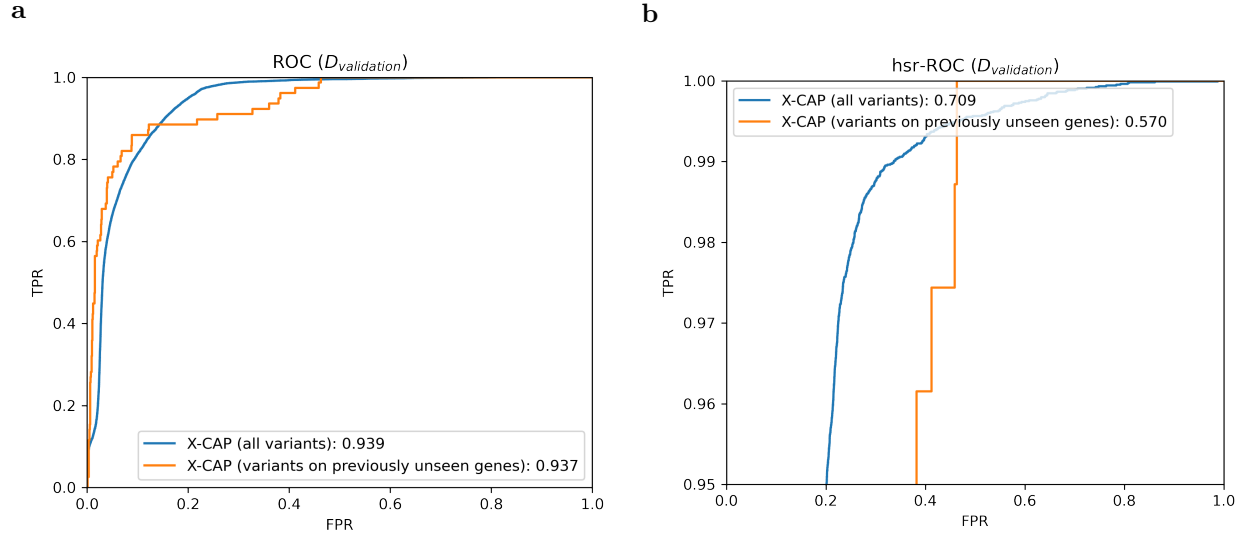 a
ROC (D_validation)
1.0
0.8
0.6
0.4
0.2
0.0
TPR
X-CAP (all variants): 0.939
X-CAP (variants on previously unseen genes): 0.937
0.0 0.2 0.4 0.6 0.8 1.0
FPR
b
hsr-ROC (D_validation)
1.00
0.99
0.98
0.97
0.96
0.95
TPR
X-CAP (all variants): 0.709
X-CAP (variants on previously unseen genes): 0.570
0.0 0.2 0.4 0.6 0.8 1.0
FPR